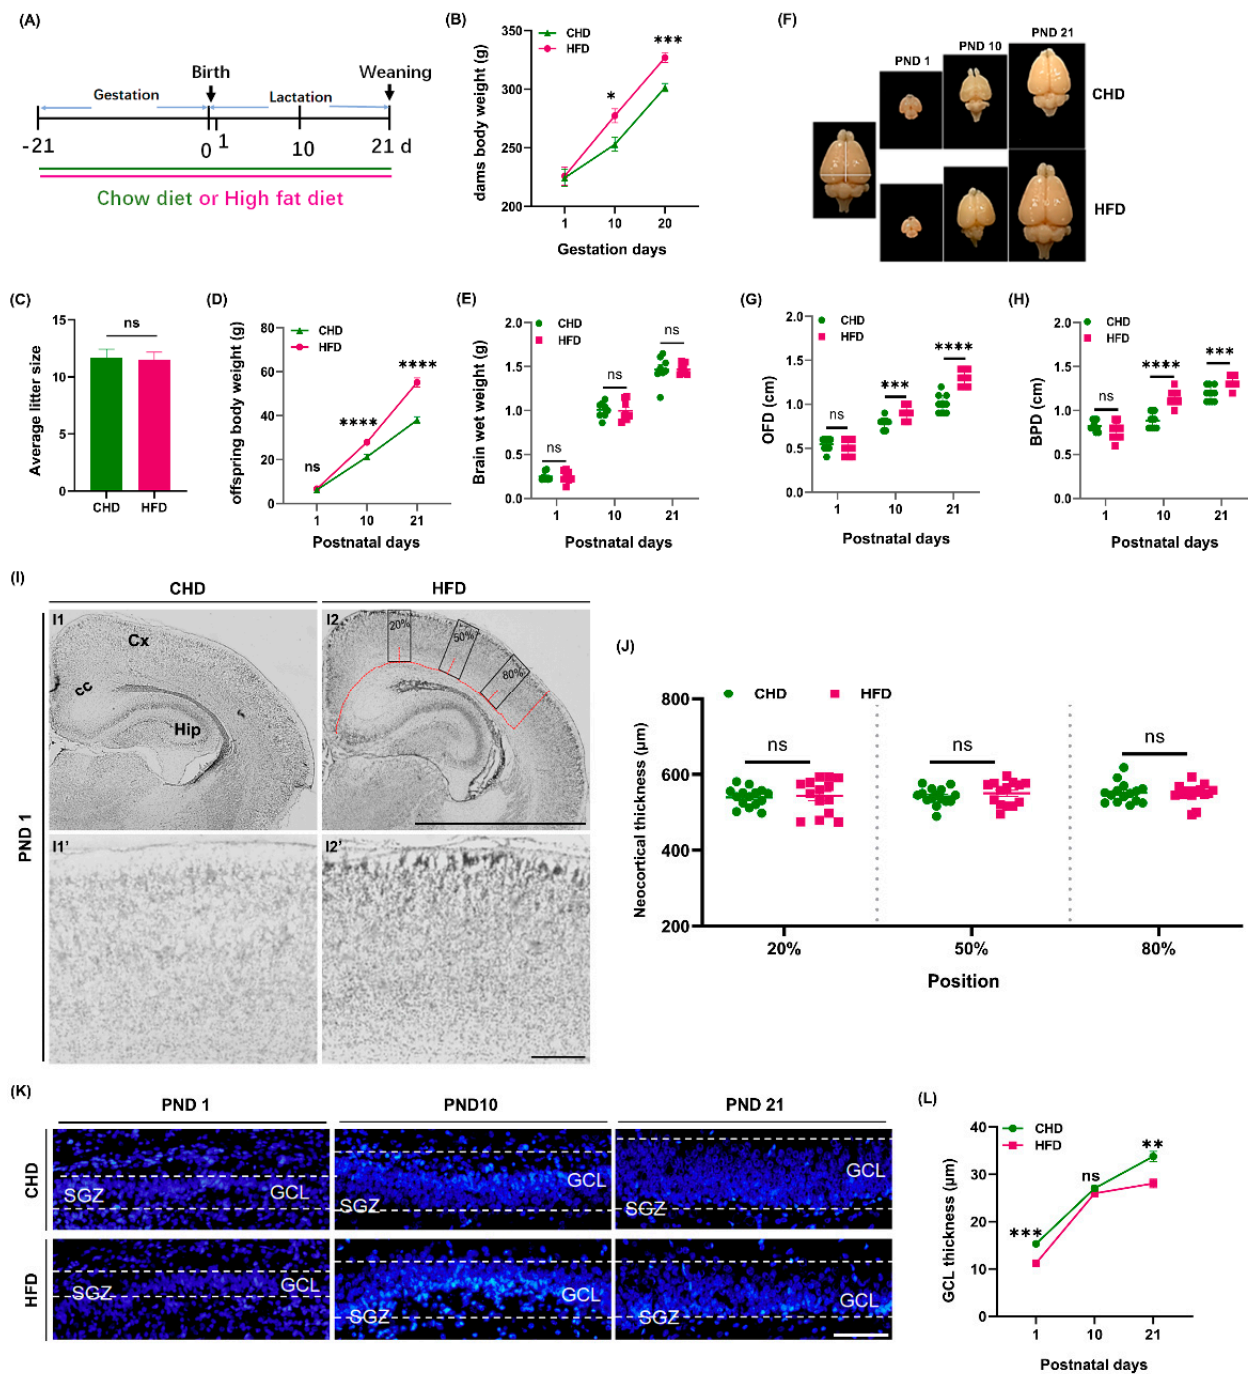 (A)
Birth
Weaning
Gestation
Lactation
-21
0
1
10
21 d
Chow diet or High fat diet
(B)
CHD
HFD
dams body weight (g)
350
300
250
200
*
***
1
10
20
Gestation days
(F)
PND 1
PND 10
PND 21
CHD
HFD
(C)
Average litter size
15
10
5
0
ns
CHD
HFD
(D)
offspring body weight (g)
80
60
40
20
0
CHD
HFD
ns
****
****
1
10
21
Postnatal days
(E)
Brain wet weight (g)
2.0
1.5
1.0
0.5
0.0
CHD
HFD
ns
ns
ns
1
10
21
Postnatal days
(G)
OFD (cm)
2.0
1.5
1.0
0.5
0.0
CHD
HFD
ns
***
****
1
10
21
Postnatal days
(H)
BPD (cm)
2.0
1.5
1.0
0.5
0.0
CHD
HFD
ns
****
***
1
10
21
Postnatal days
(I)
CHD
HFD
PND 1
I1
Cx
cc
Hip
I2
20%
50%
80%
I1'
I2'
(J)
CHD
HFD
Neocortical thickness (μm)
800
600
400
200
ns
ns
ns
20%
50%
80%
Position
(K)
PND 1
PND10
PND 21
CHD
SGZ
GCL
SGZ
GCL
SGZ
GCL
HFD
SGZ
GCL
SGZ
GCL
SGZ
GCL
(L)
CHD
HFD
GCL thickness (μm)
40
30
20
10
0
***
ns
**
1
10
21
Postnatal days